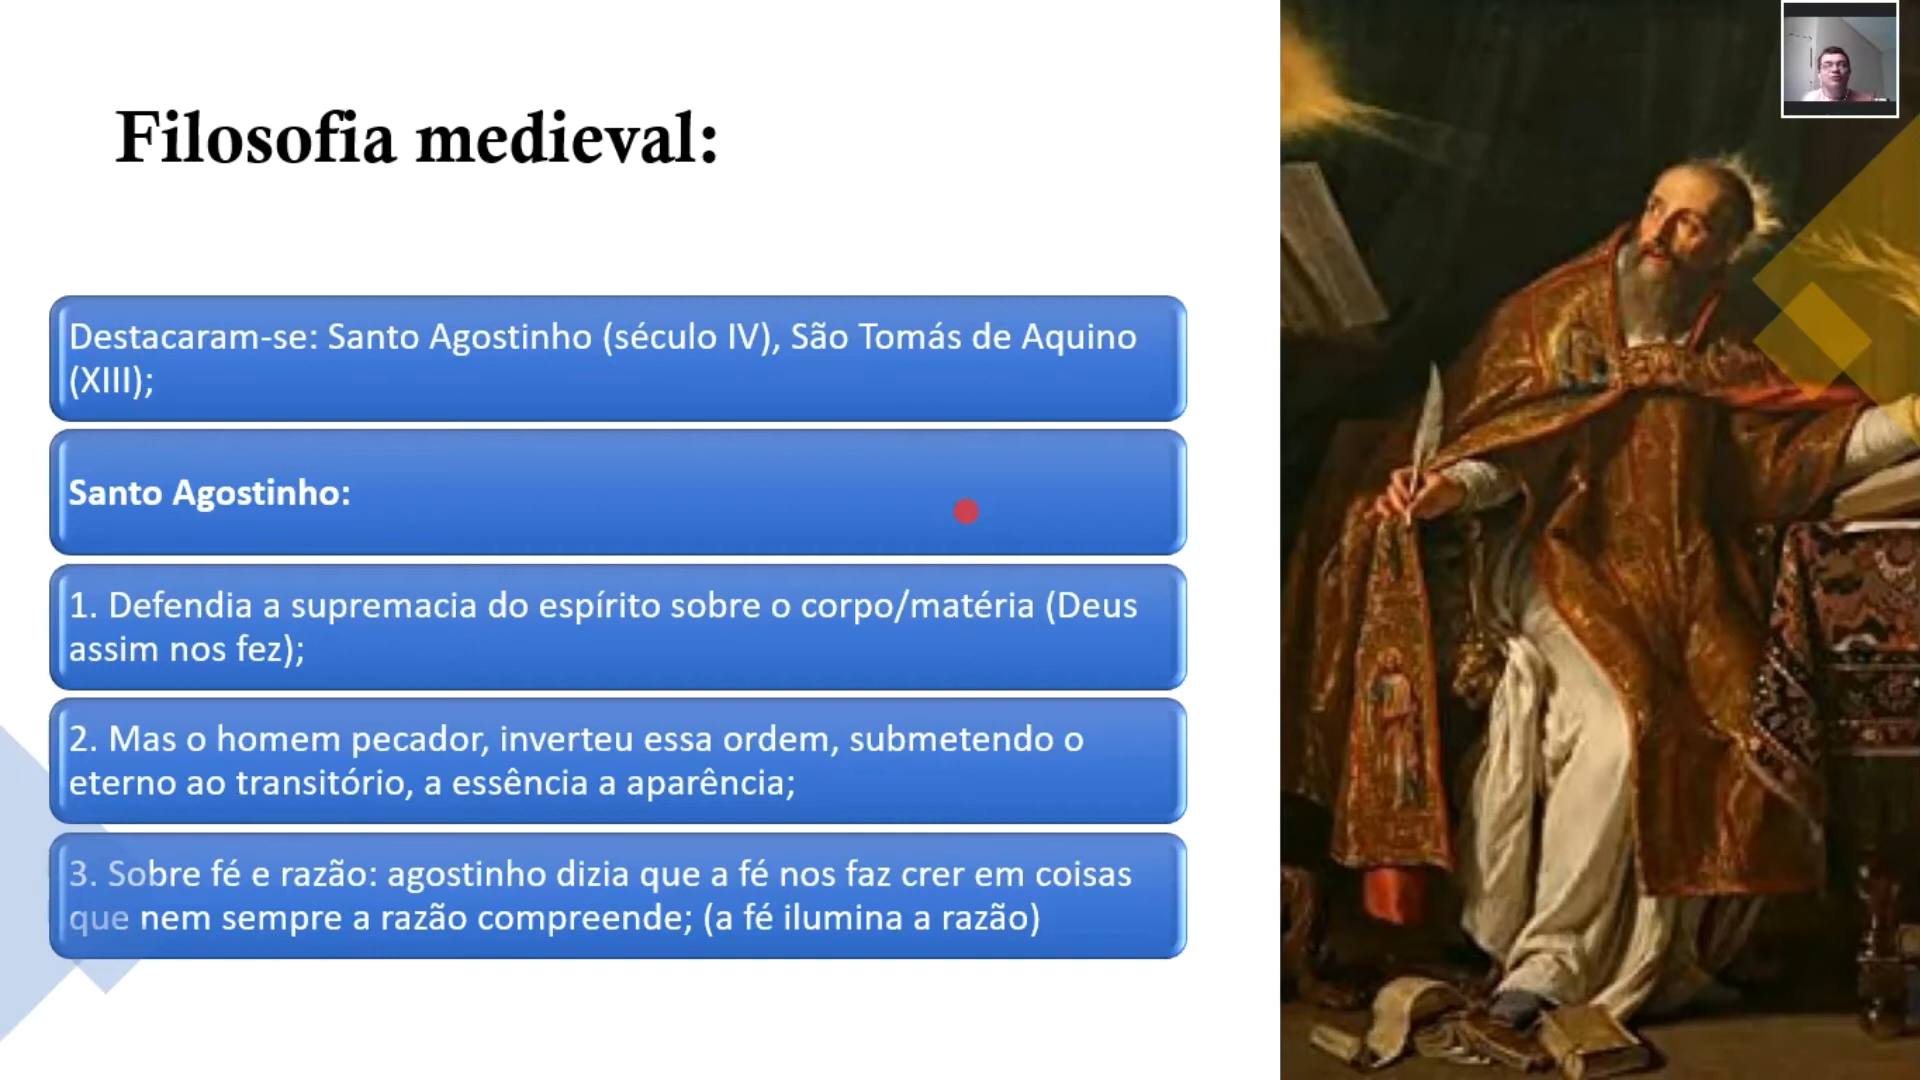 Filosofia medieval:
Destacaram-se: Santo Agostinho (século IV), São Tomás de Aquino
(XIII);
Santo Agostinho:
1. Defendia a supremacia do espírito sobre o corpo/matéria (Deus
assim nos fez);
2. Mas o homem pecador, inverteu essa ordem, submetendo o
eterno ao transitório, a essência a aparência;
3. Sobre fé e razão: agostinho dizia que a fé nos faz crer em coisas
que nem sempre a razão compreende; (a fé ilumina a razão)